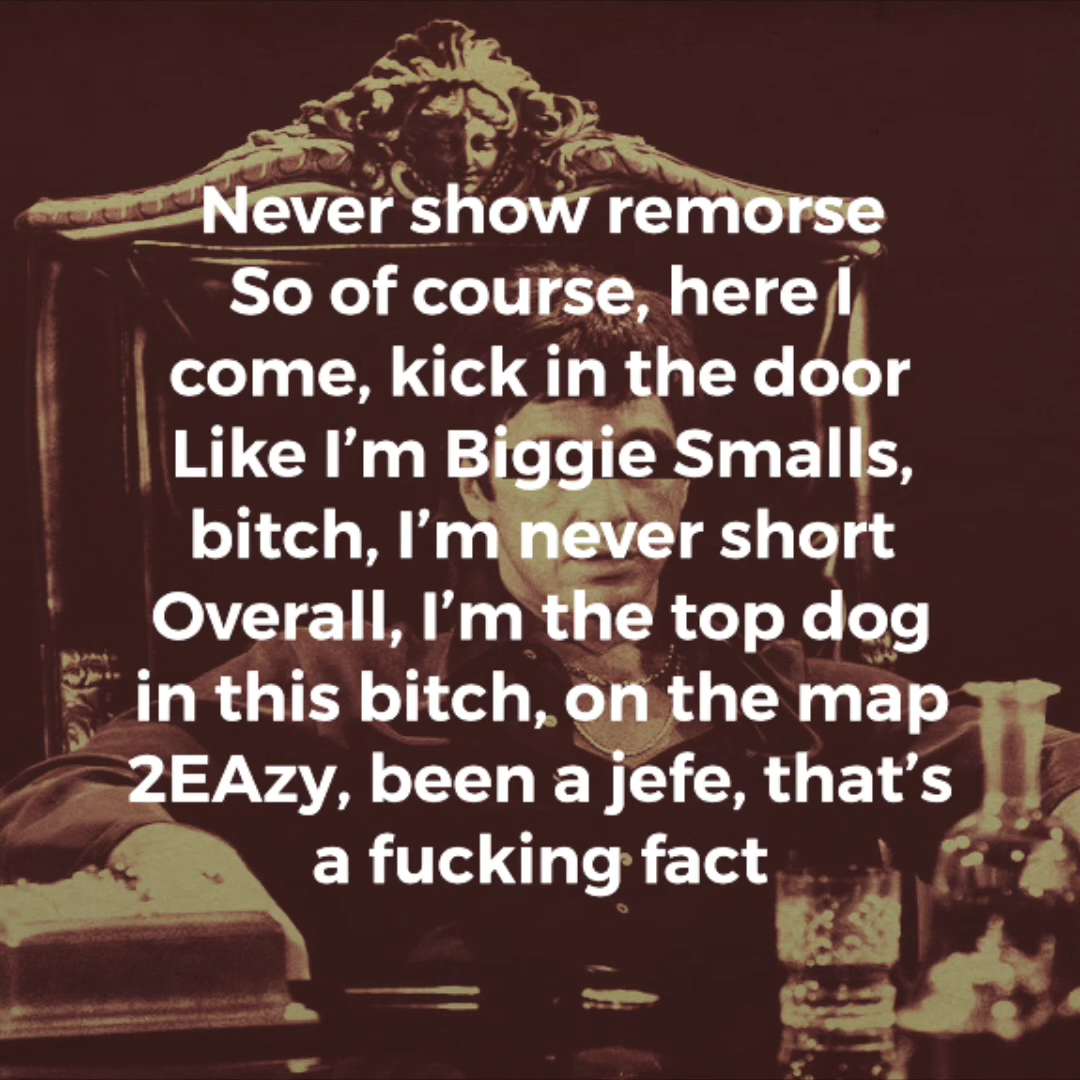 Never show remorse
So of course, here I
come, kick in the door
Like I’m Biggie Smalls,
bitch, I’m never short
Overall, I’m the top dog
in this bitch, on the map
2EAzy, been a jefe, that’s
a fucking fact